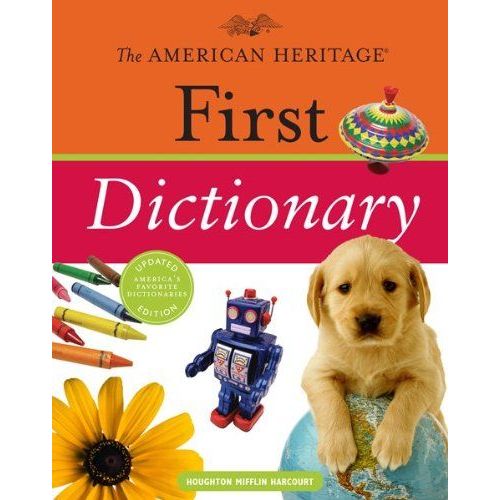 The AMERICAN HERITAGE®
First
Dictionary
UPDATED
AMERICA'S
FAVORITE
DICTIONARIES
EDITION
HOUGHTON MIFFLIN HARCOURT